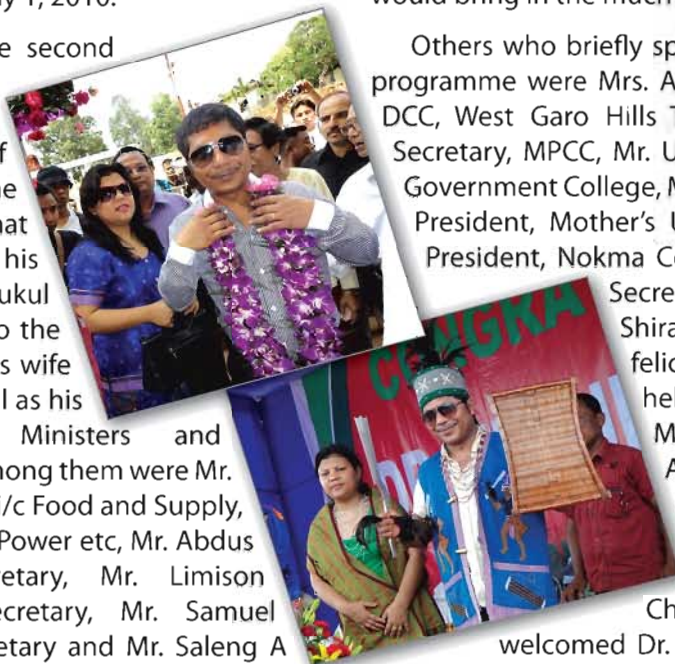 y 1, 2010.
e second
f
ne
hat
his
ukul
o the
s wife
l as his
Ministers and
mong them were Mr.
i/c Food and Supply,
Power etc, Mr. Abdus
etary, Mr. Limison
ecretary, Mr. Samuel
etary and Mr. Saleng A
would bring in the much
Others who briefly sp
programme were Mrs. A
DCC, West Garo Hills
Secretary, MPCC, Mr. U
Government College, M
President, Mother's U
President, Nokma Co
Secre
Shira
felic
hel
M
A
Ch
welcomed Dr.
CONGRA